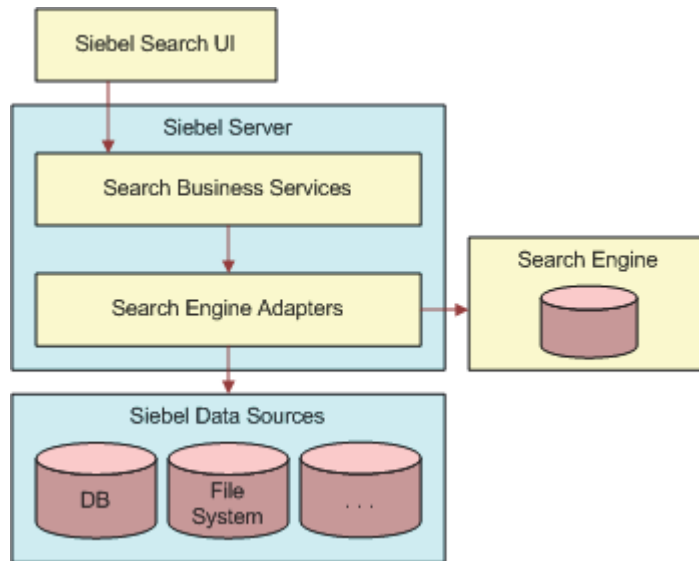 Siebel Search UI
Siebel Server
Search Business Services
Search Engine Adapters
Search Engine
Siebel Data Sources
DB
File
System
. . .